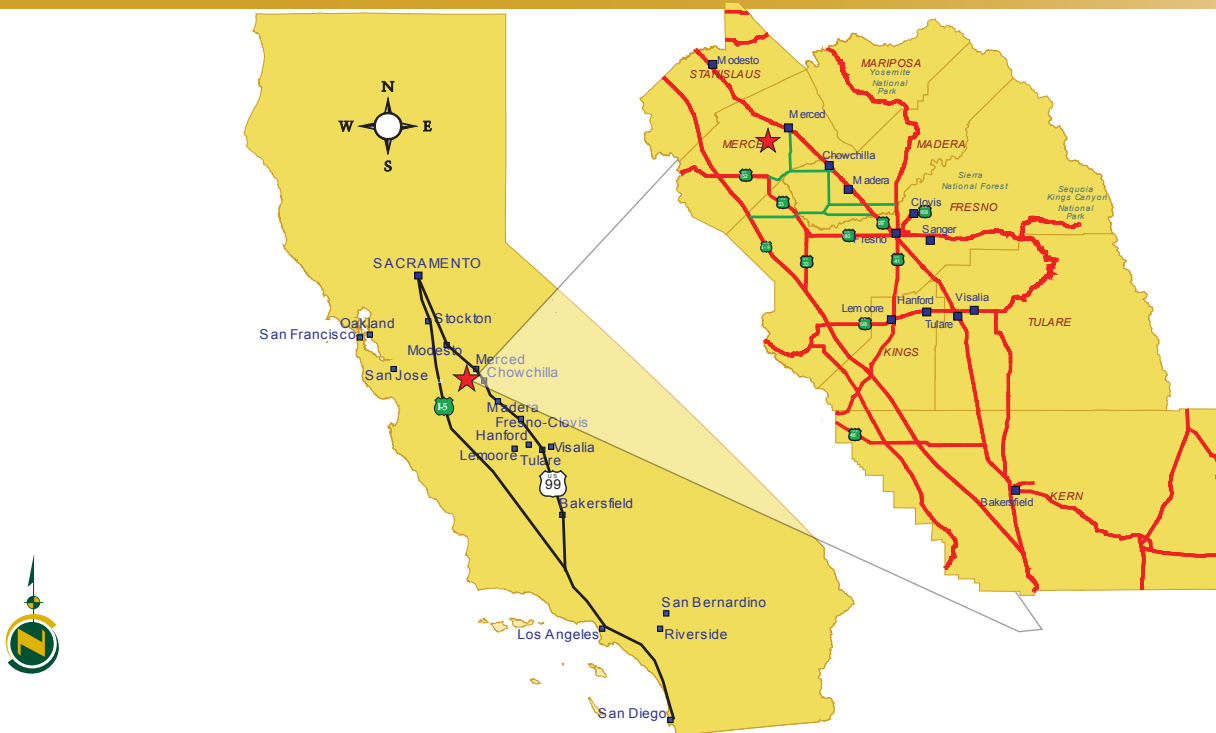 N
W
E
S
SACRAMENTO
Stockton
Oakland
San Francisco
Modesto
Merced
San Jose
Chowchilla
I-5
Madera
Fresno-Clovis
Hanford
Visalia
Lemoore
Tulare
US
99
Bakersfield
San Bernardino
Los Angeles
Riverside
San Diego
Modesto
STANISLAUS
MARIPOSA
Yosemite
National
Park
Merced
MERCED
MADERA
Chowchilla
Madera
Sierra
National Forest
Sequoia
Kings Canyon
National
Park
Clovis
FRESNO
Fresno
Sanger
Lemoore
Hanford
Visalia
Tulare
TULARE
KINGS
Bakersfield
KERN